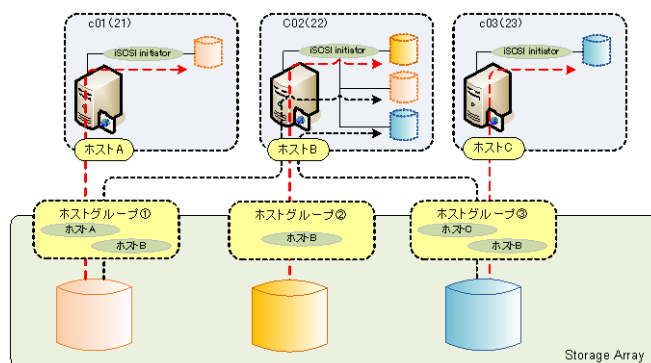 c01(21)
iSCSI initiator
ホストA
C02(22)
iSCSI initiator
ホストB
c03(23)
iSCSI initiator
ホストC
ホストグループ①
ホストA
ホストB
ホストグループ②
ホストB
ホストグループ③
ホストC
ホストB
Storage Array